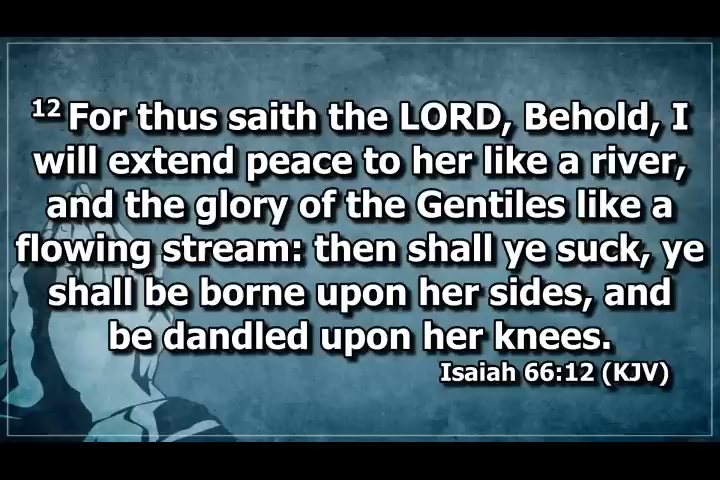 12 For thus saith the LORD, Behold, I
will extend peace to her like a river,
and the glory of the Gentiles like a
flowing stream: then shall ye suck, ye
shall be borne upon her sides, and
be dandled upon her knees.
Isaiah 66:12 (KJV)